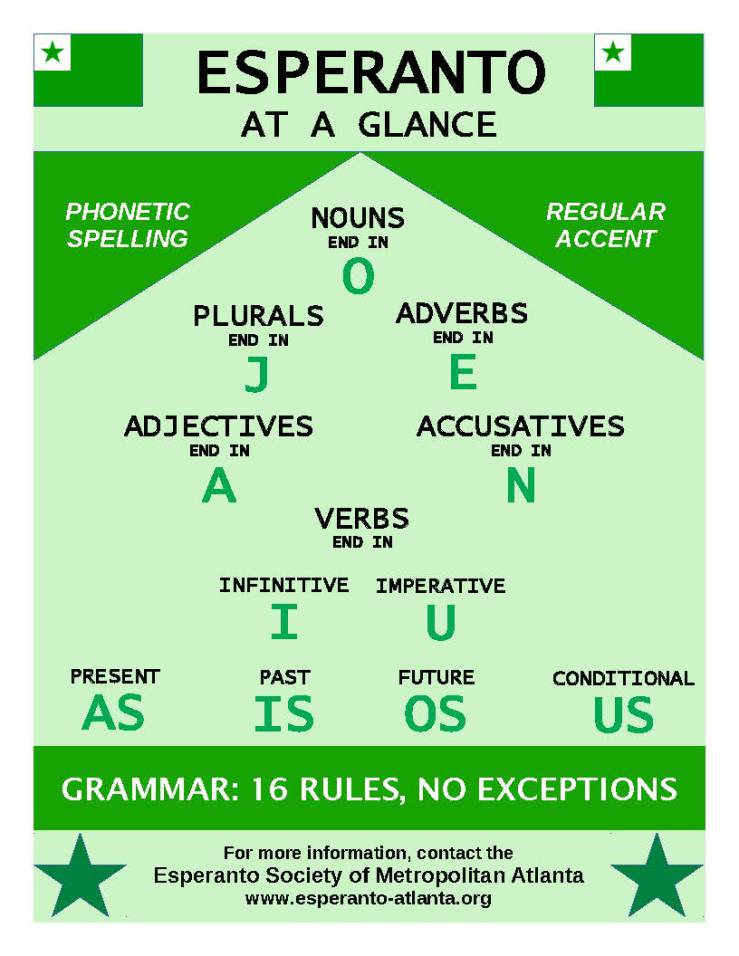 ESPERANTO
AT A GLANCE
PHONETIC
SPELLING
REGULAR
ACCENT
NOUNS
END IN
O
PLURALS
END IN
J
ADVERBS
END IN
E
ADJECTIVES
END IN
A
ACCUSATIVES
END IN
N
VERBS
END IN
INFINITIVE
I
IMPERATIVE
U
PRESENT
AS
PAST
IS
FUTURE
OS
CONDITIONAL
US
GRAMMAR: 16 RULES, NO EXCEPTIONS
For more information, contact the
Esperanto Society of Metropolitan Atlanta
www.esperanto-atlanta.org